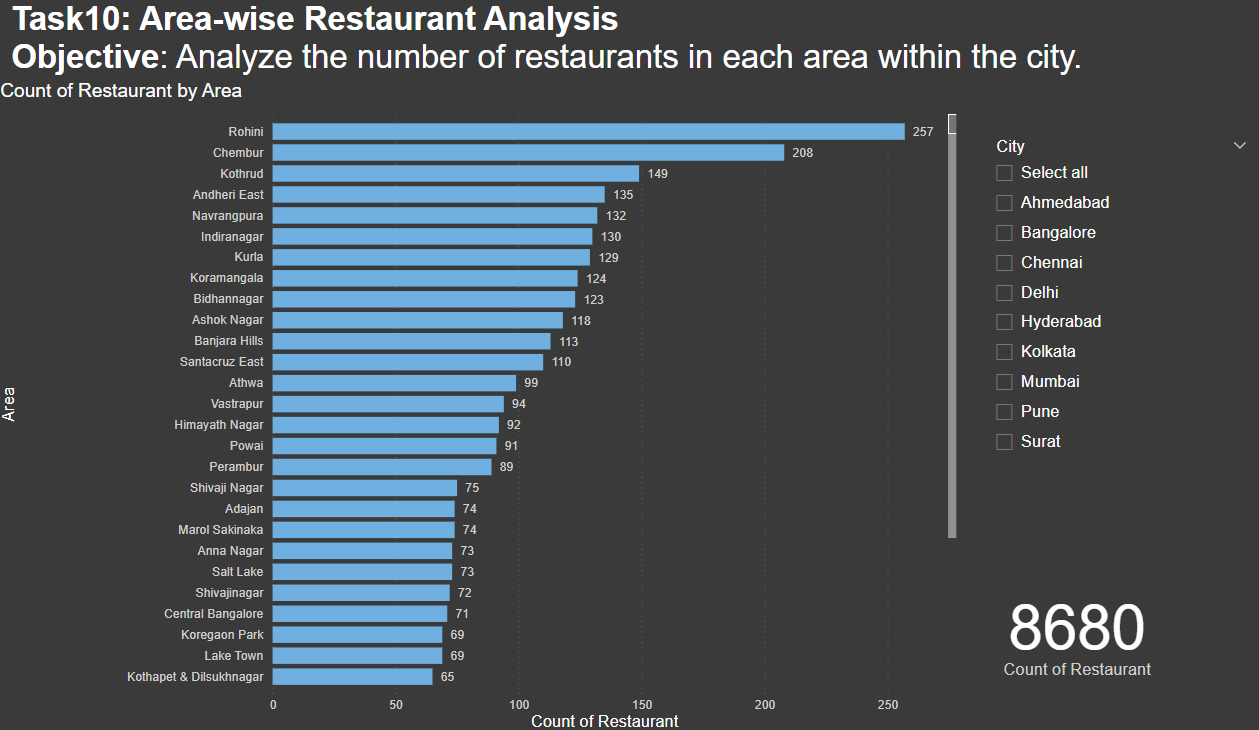 Task10: Area-wise Restaurant Analysis
Objective: Analyze the number of restaurants in each area within the city.
Count of Restaurant by Area
Rohini 257
Chembur 208
Kothrud 149
Andheri East 135
Navrangpura 132
Indiranagar 130
Kurla 129
Koramangala 124
Bidhannagar 123
Ashok Nagar 118
Banjara Hills 113
Santacruz East 110
Athwa 99
Vastrapur 94
Himayath Nagar 92
Powai 91
Perambur 89
Shivaji Nagar 75
Adajan 74
Marol Sakinaka 74
Anna Nagar 73
Salt Lake 73
Shivajinagar 72
Central Bangalore 71
Koregaon Park 69
Lake Town 69
Kothapet & Dilsukhnagar 65
0 50 100 150 200 250
Count of Restaurant
Area
City
Select all
Ahmedabad
Bangalore
Chennai
Delhi
Hyderabad
Kolkata
Mumbai
Pune
Surat
8680
Count of Restaurant